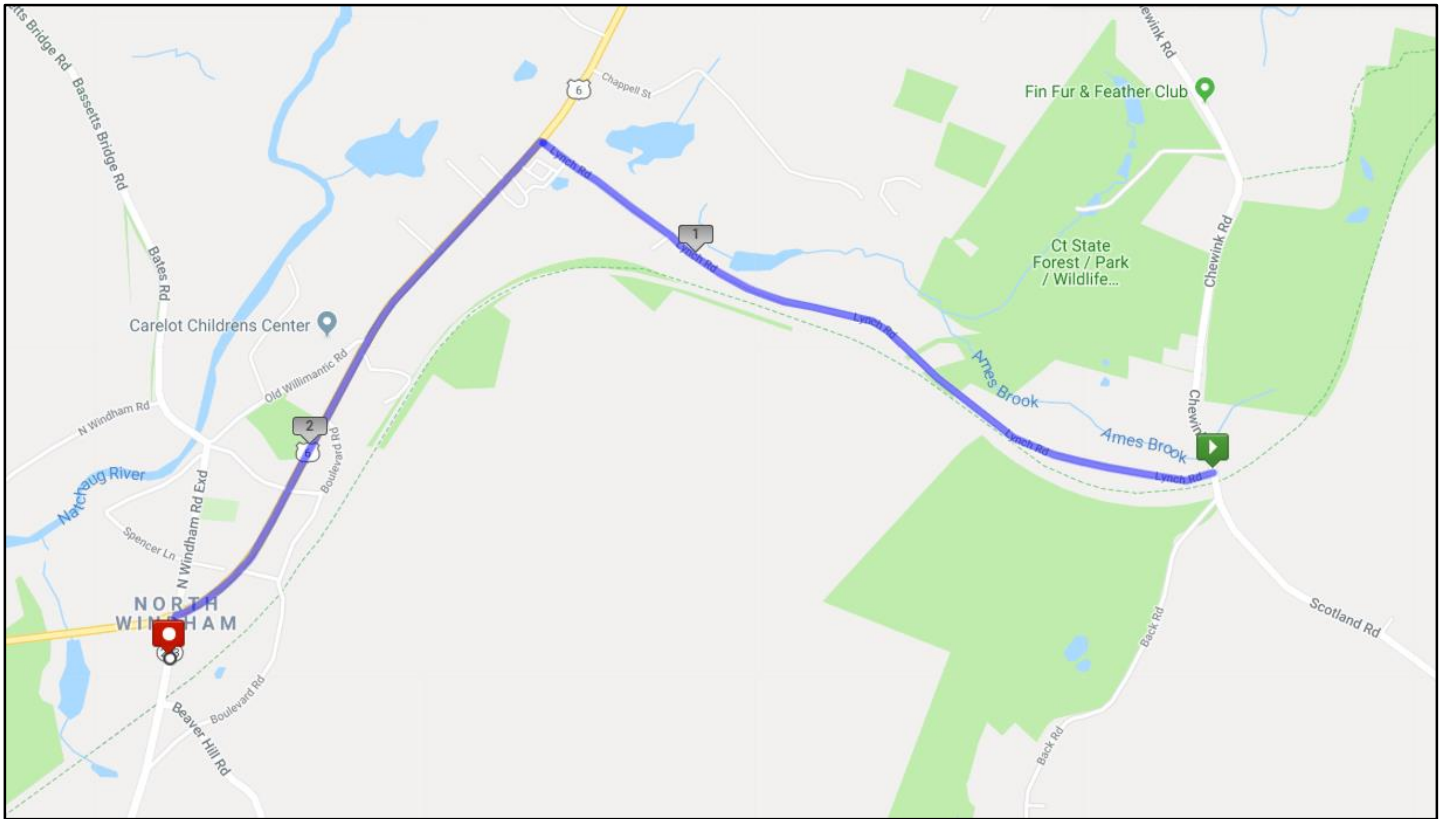 tts Bridge Rd
Bassetts Bridge Rd
6
Chappell St
Chewink Rd
Fin Fur & Feather Club
Lynch Rd
1
Lynch Rd
Ct State
Forest / Park
/ Wildlife...
Chewink Rd
Bates Rd
Carelot Childrens Center
Lynch Rd
Old Willimantic Rd
Ames Brook
Chewink
N Windham Rd
2
6
Boulevard Rd
Lynch Rd
Ames Brook
Lynch Rd
Natchaug River
N Windham Rd Exd
Spencer Ln
NORTH
WINDHAM
Scotland Rd
Back Rd
Boulevard Rd
Beaver Hill Rd
Back Rd